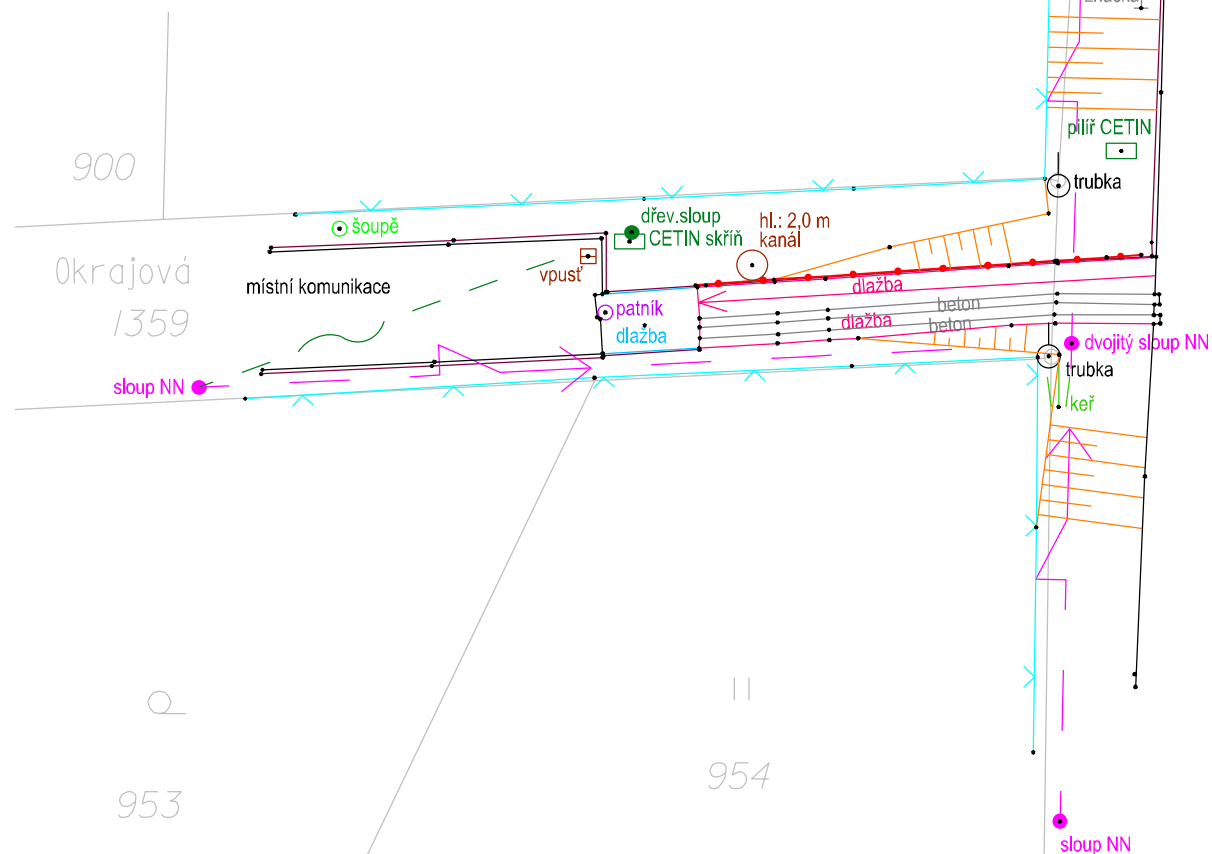 pilíř CETIN
900
trubka
dřev.sloup
CETIN skříň
hl.: 2,0 m
kanál
šoupě
Okrajová
1359
místní komunikace
vpusť
dlažba
patník
beton
dlažba
beton
dlažba
dvojitý sloup NN
trubka
sloup NN
keř
954
953
sloup NN